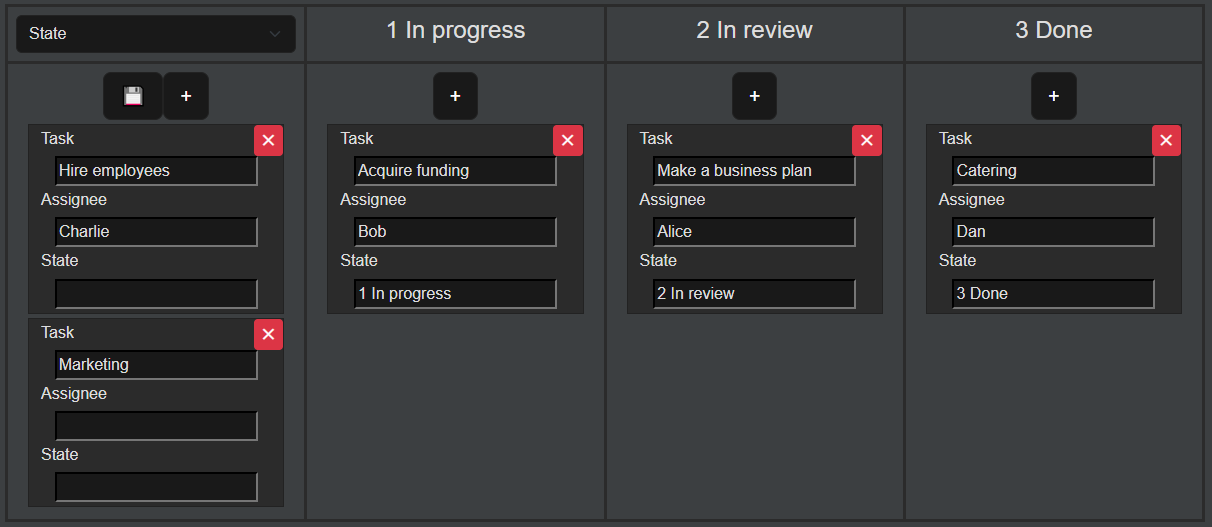 State
1 In progress
2 In review
3 Done
+
+
+
+
Task
Hire employees
Assignee
Charlie
State
Task
Marketing
Assignee
State
Task
Acquire funding
Assignee
Bob
State
1 In progress
Task
Make a business plan
Assignee
Alice
State
2 In review
Task
Catering
Assignee
Dan
State
3 Done